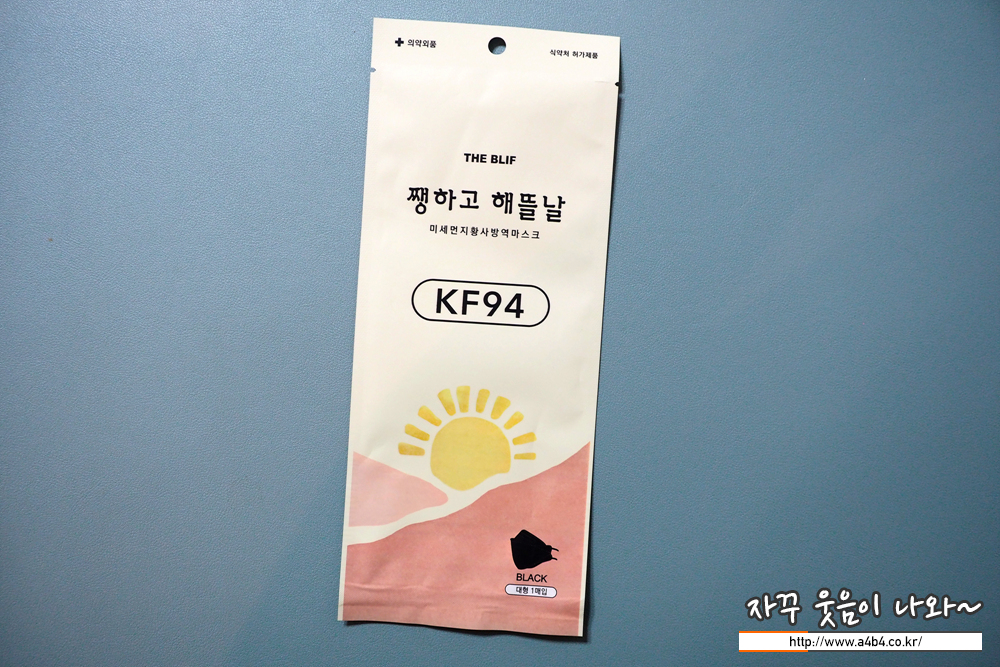 의약외품
식약처 허가제품
THE BLIF
쨍하고 해뜰날
미세먼지황사방역마스크
KF94
BLACK
대형 1매입
자꾸 웃음이 나와~
http://www.a4b4.co.kr/